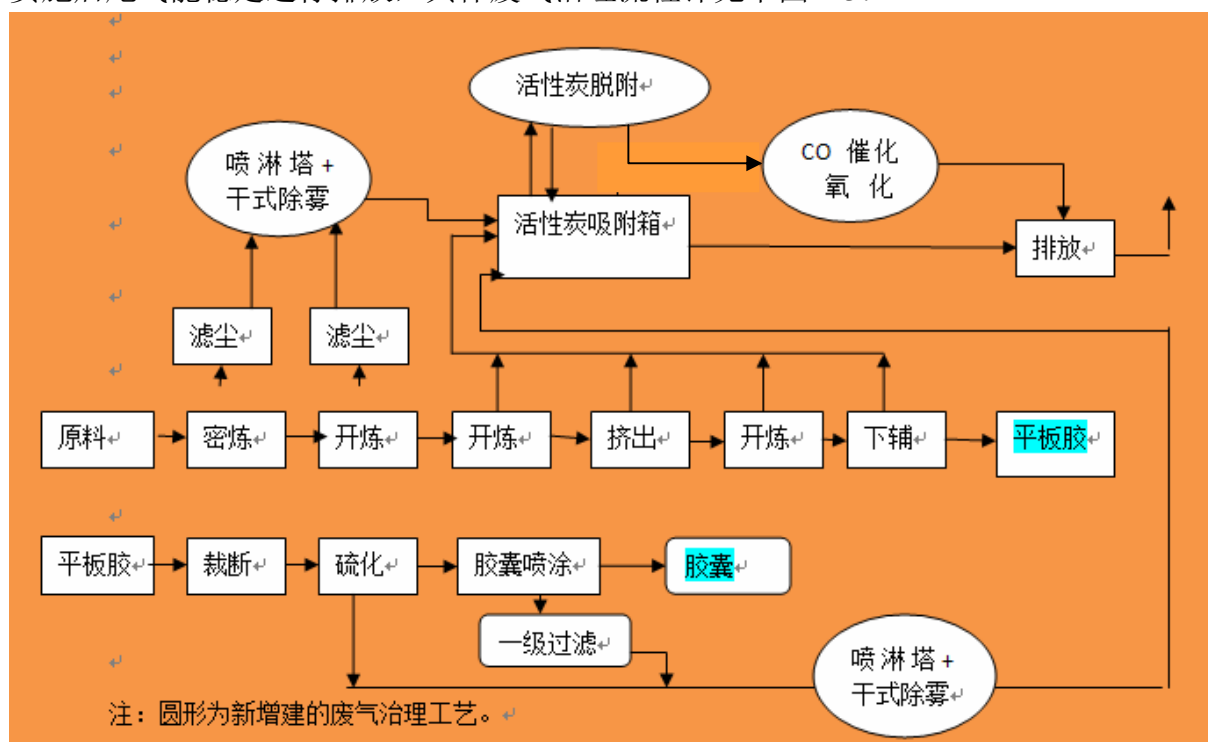 活性炭脱附
喷淋塔+
干式除雾
CO 催化
氧 化
活性炭吸附箱
排放
滤尘
滤尘
原料
密炼
开炼
开炼
挤出
开炼
下辅
平板胶
平板胶
裁断
硫化
胶囊喷涂
胶囊
一级过滤
喷淋塔+
干式除雾
注：圆形为新增建的废气治理工艺。